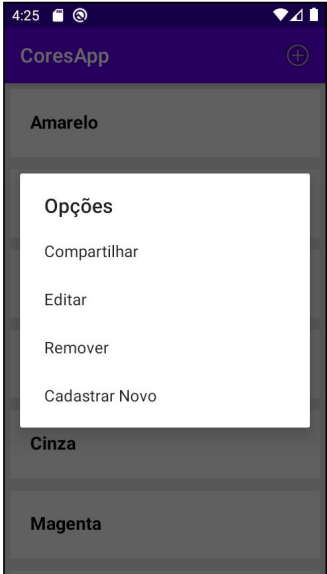 4:25
CoresApp
Amarelo
Opções
Compartilhar
Editar
Remover
Cadastrar Novo
Cinza
Magenta